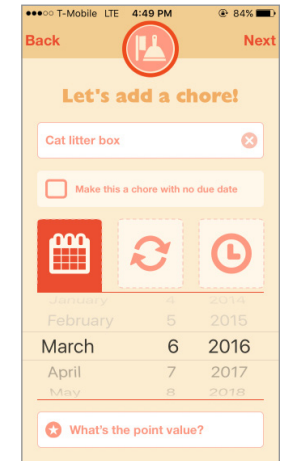 T-Mobile LTE 4:49 PM 84%
Back Next
Let's add a chore!
Cat litter box
Make this a chore with no due date
January 4 2014
February 5 2015
March 6 2016
April 7 2017
May 8 2018
What's the point value?